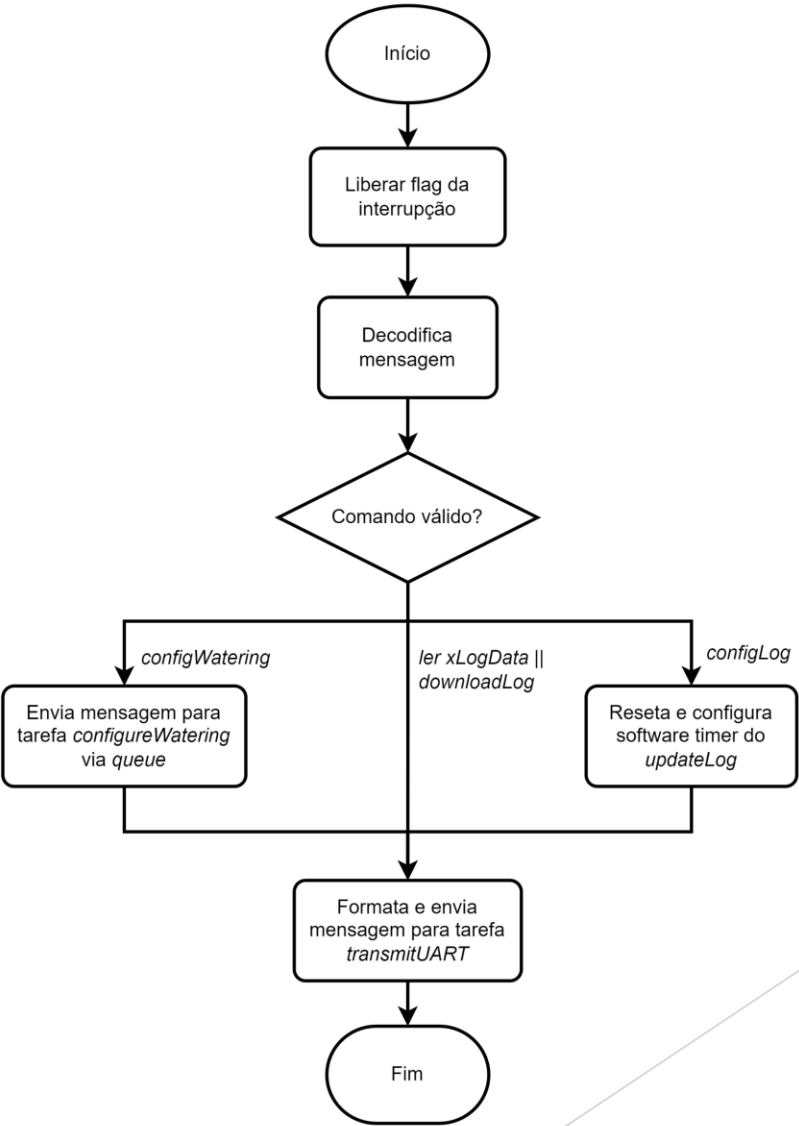 Início
Liberar flag da
interrupção
Decodifica
mensagem
Comando válido?
configWatering
ler xLogData ||
downloadLog
configLog
Envia mensagem para
tarefa configureWatering
via queue
Reseta e configura
software timer do
updateLog
Formata e envia
mensagem para tarefa
transmitUART
Fim